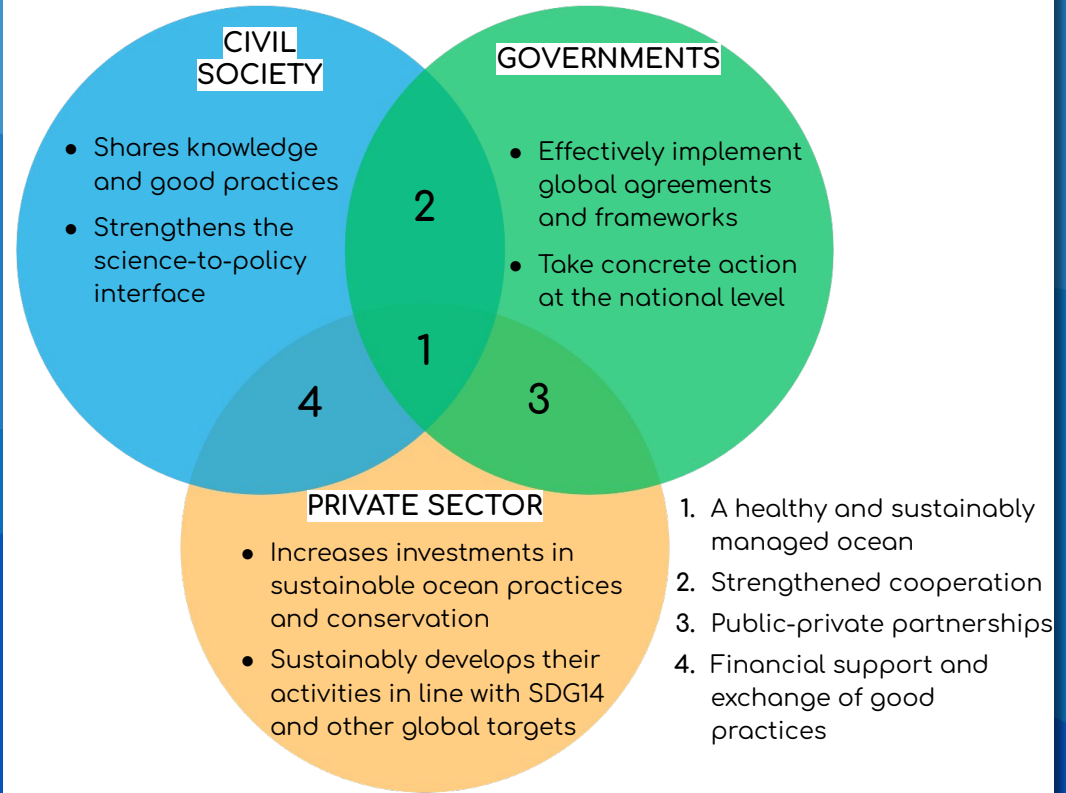 CIVIL
SOCIETY
● Shares knowledge
and good practices
● Strengthens the
science-to-policy
interface
GOVERNMENTS
● Effectively implement
global agreements
and frameworks
● Take concrete action
at the national level
2
1
4
3
PRIVATE SECTOR
● Increases investments in
sustainable ocean practices
and conservation
● Sustainably develops their
activities in line with SDG14
and other global targets
1. A healthy and sustainably
managed ocean
2. Strengthened cooperation
3. Public-private partnerships
4. Financial support and
exchange of good
practices